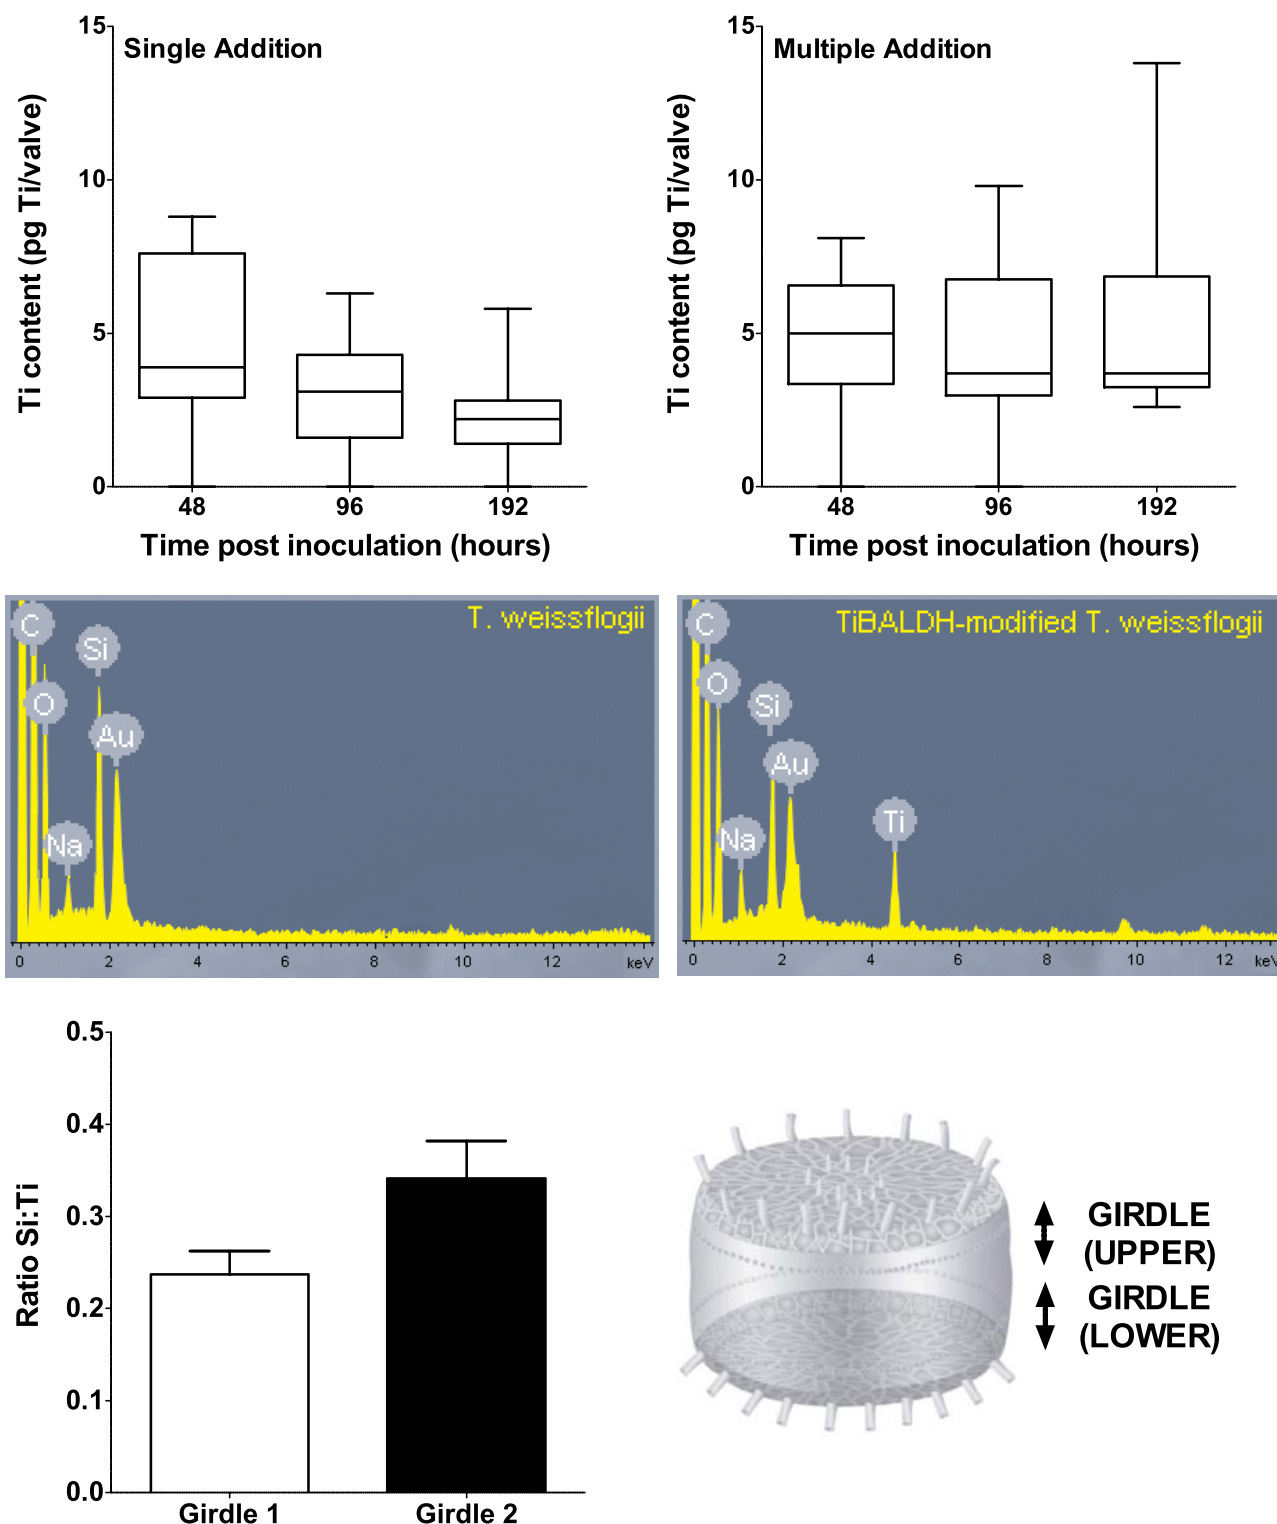 Single Addition
Ti content (pg Ti/valve)
15
10
5
0
48 96 192
Time post inoculation (hours)
Multiple Addition
Ti content (pg Ti/valve)
15
10
5
0
48 96 192
Time post inoculation (hours)
T. weissflogii
C
Si
O
Au
Na
0 2 4 6 8 10 12 keV
TiBALDH-modified T. weissflogii
C
O
Si
Au
Ti
Na
0 2 4 6 8 10 12 keV
Ratio Si:Ti
0.5
0.4
0.3
0.2
0.1
0.0
Girdle 1 Girdle 2
GIRDLE
(UPPER)
GIRDLE
(LOWER)